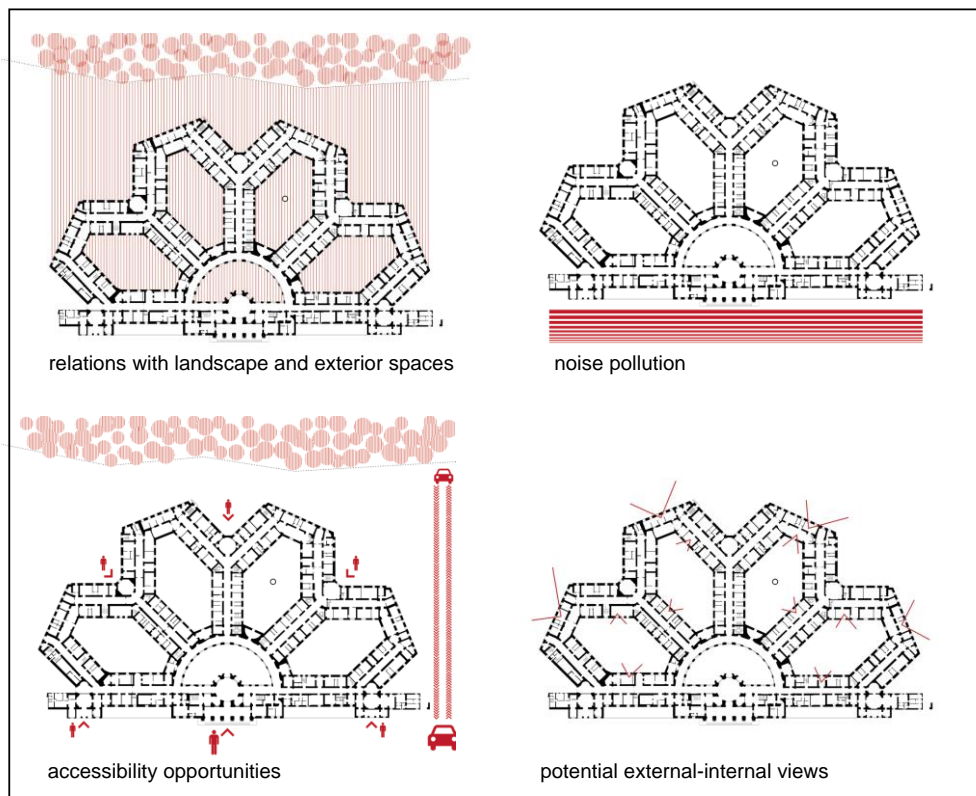 relations with landscape and exterior spaces
noise pollution
accessibility opportunities
potential external-internal views